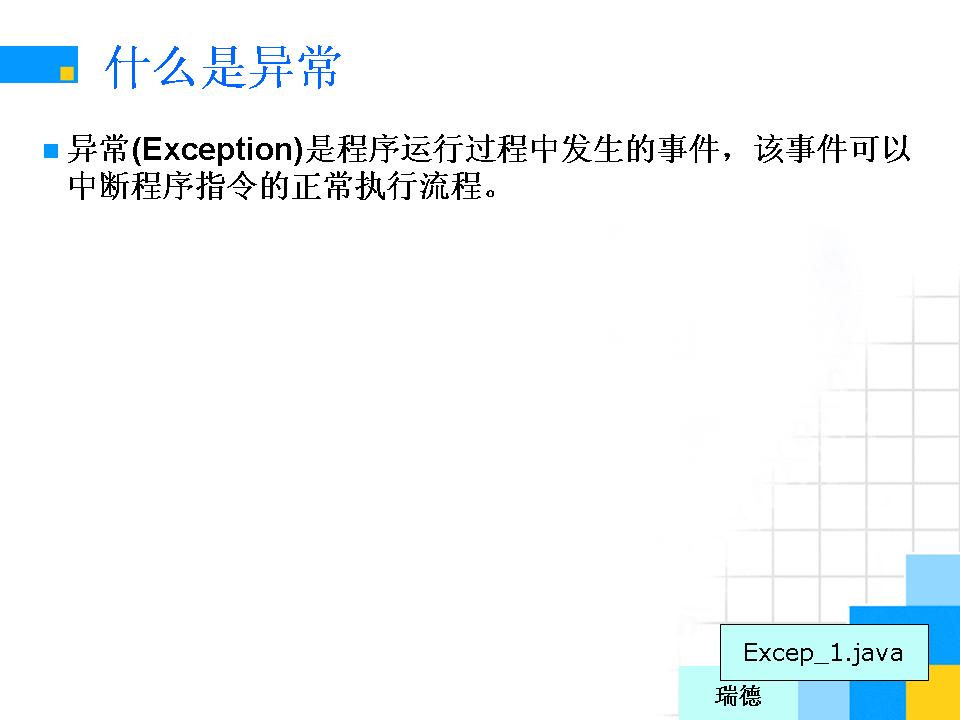 什么是异常
异常(Exception)是程序运行过程中发生的事件，该事件可以
中断程序指令的正常执行流程。
Excep_1.java
瑞德